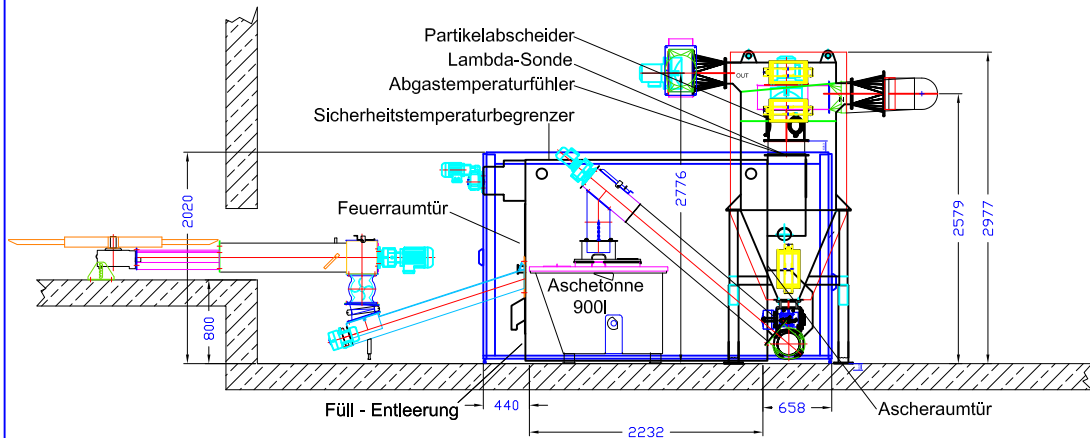 Partikelabscheider
Lambda-Sonde
Abgastemperaturfühler
Sicherheitstemperaturbegrenzer
OUT
2020
2776
2579
2977
Feuerraumtür
Aschetonne
900l
800
Füll - Entleerung
440
658
Ascheraumtür
2232